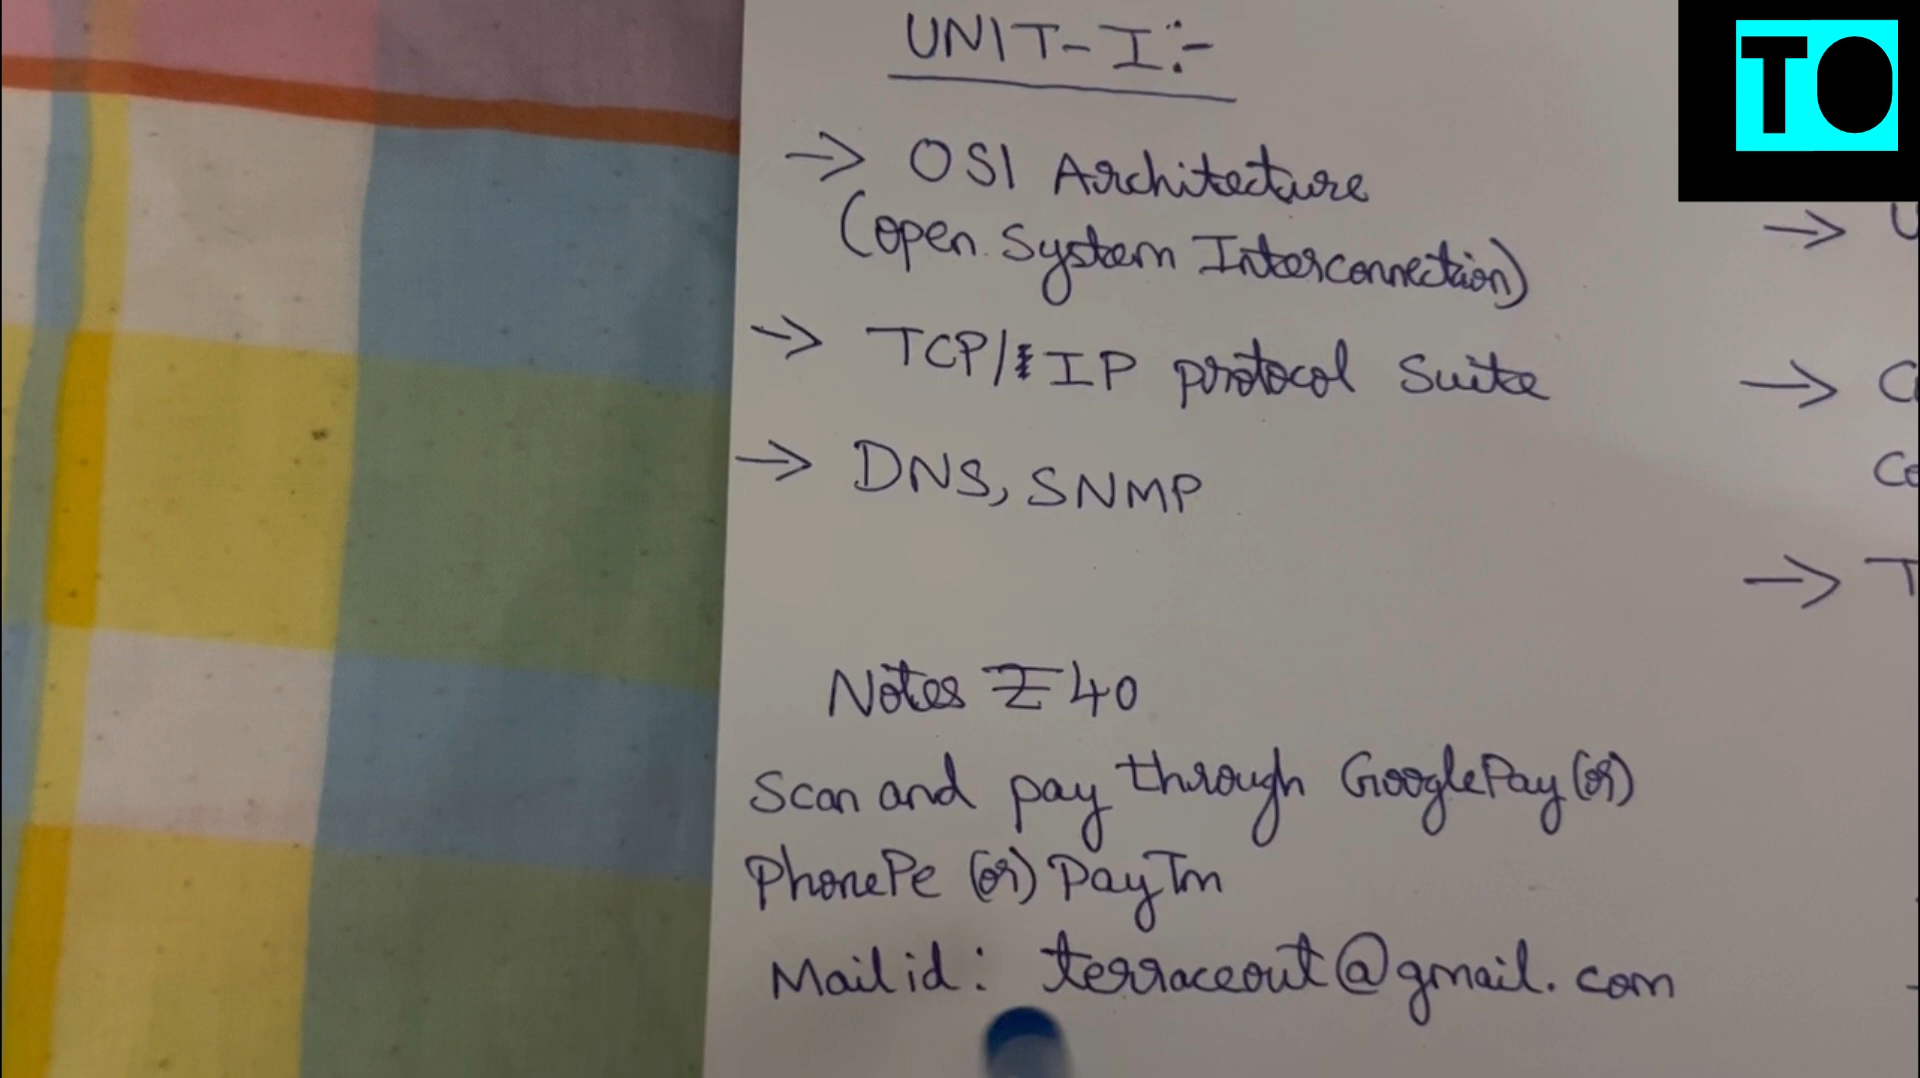 TO
UNIT-I:-
→ OSI Architecture
(open System Interconnection)
→ TCP/IP protocol Suite
→ DNS, SNMP
Notes ₹40
Scan and pay through GooglePay (or)
PhonePe (or) PayTm
Mail id: terraceout@gmail.com